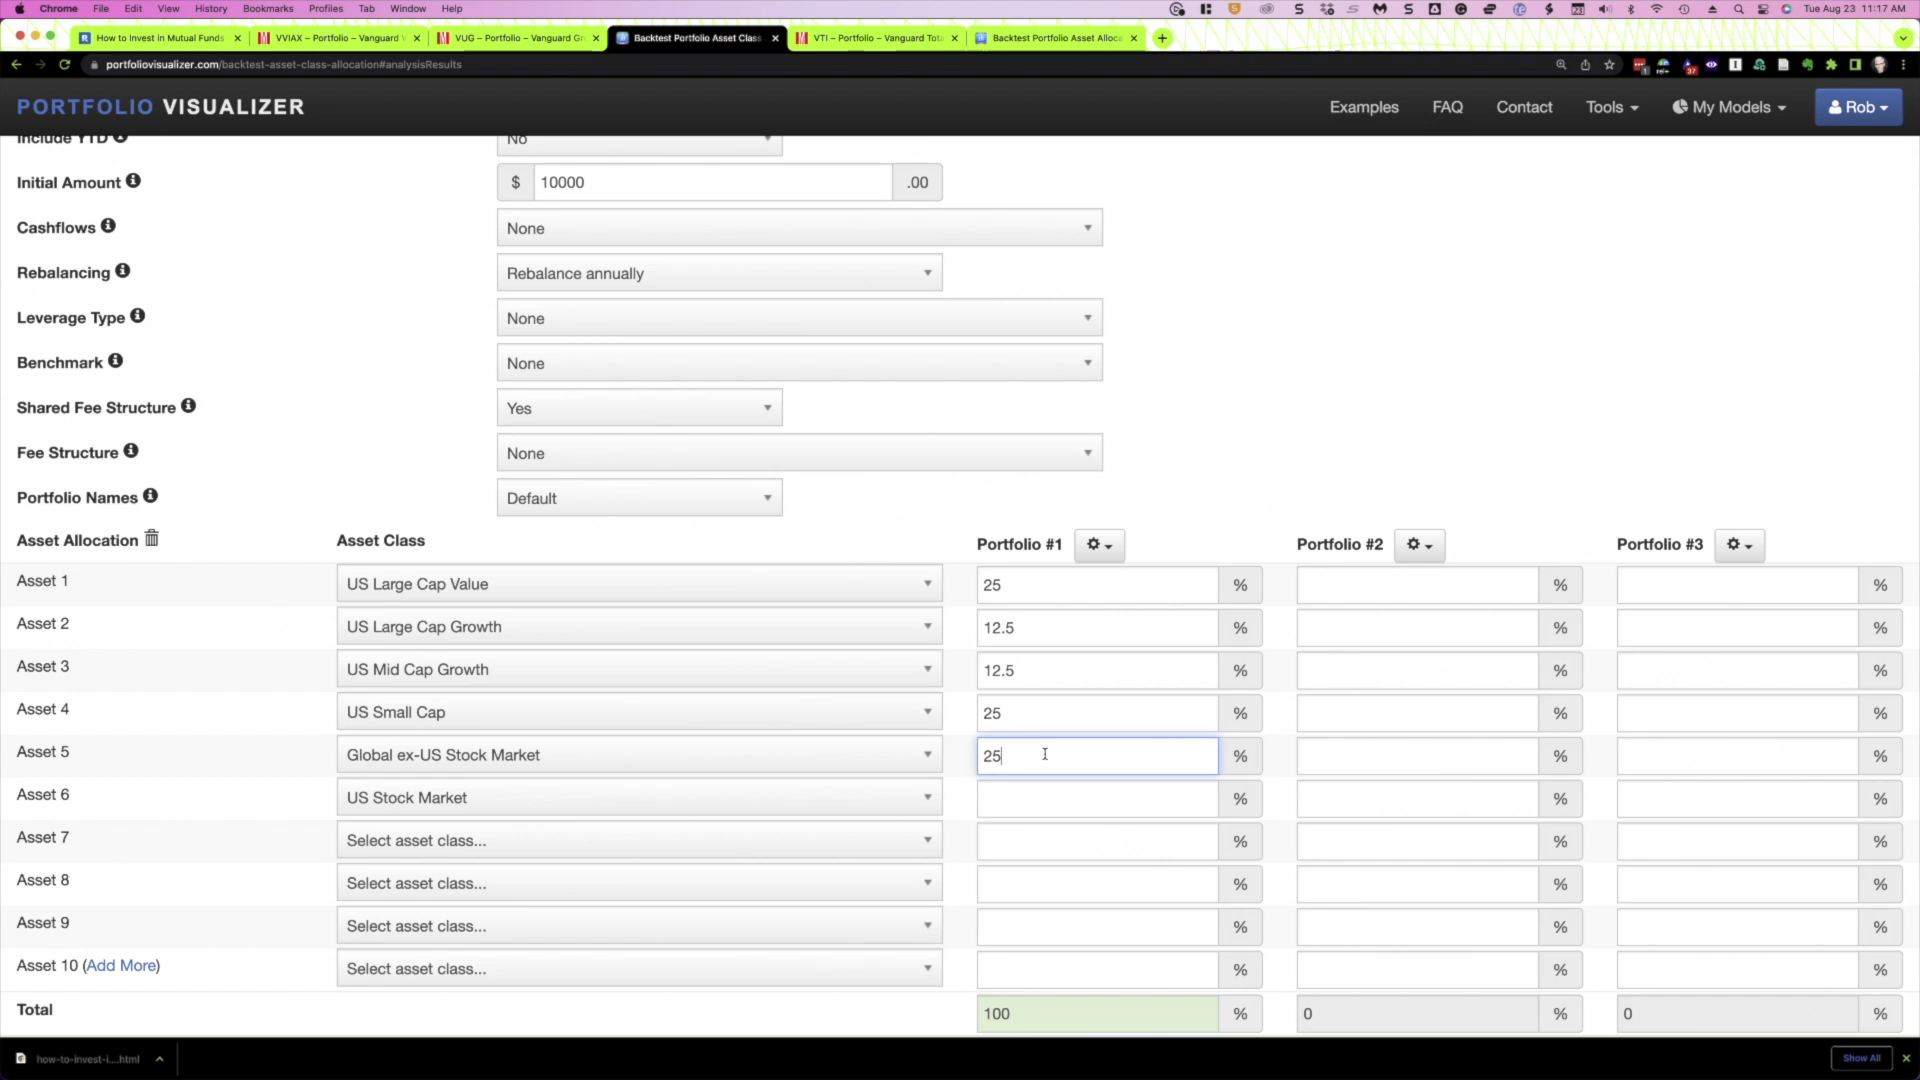 Chrome File Edit View History Bookmarks Profiles Tab Window Help Tue Aug 23 11:17 AM
How to Invest in Mutual Funds VVIAX – Portfolio – Vanguard V VUG – Portfolio – Vanguard Gr Backtest Portfolio Asset Class VTI – Portfolio – Vanguard Tota Backtest Portfolio Asset Alloca
portfoliovisualizer.com/backtest-asset-class-allocation#analysisResults
PORTFOLIO VISUALIZER Examples FAQ Contact Tools My Models Rob
Include YTD No
Initial Amount $ 10000 .00
Cashflows None
Rebalancing Rebalance annually
Leverage Type None
Benchmark None
Shared Fee Structure Yes
Fee Structure None
Portfolio Names Default
Asset Allocation Asset Class Portfolio #1 Portfolio #2 Portfolio #3
Asset 1 US Large Cap Value 25 % % %
Asset 2 US Large Cap Growth 12.5 % % %
Asset 3 US Mid Cap Growth 12.5 % % %
Asset 4 US Small Cap 25 % % %
Asset 5 Global ex-US Stock Market 25 % % %
Asset 6 US Stock Market % % %
Asset 7 Select asset class... % % %
Asset 8 Select asset class... % % %
Asset 9 Select asset class... % % %
Asset 10 (Add More) Select asset class... % % %
Total 100 % 0 % 0 %
how-to-invest-i....html Show All